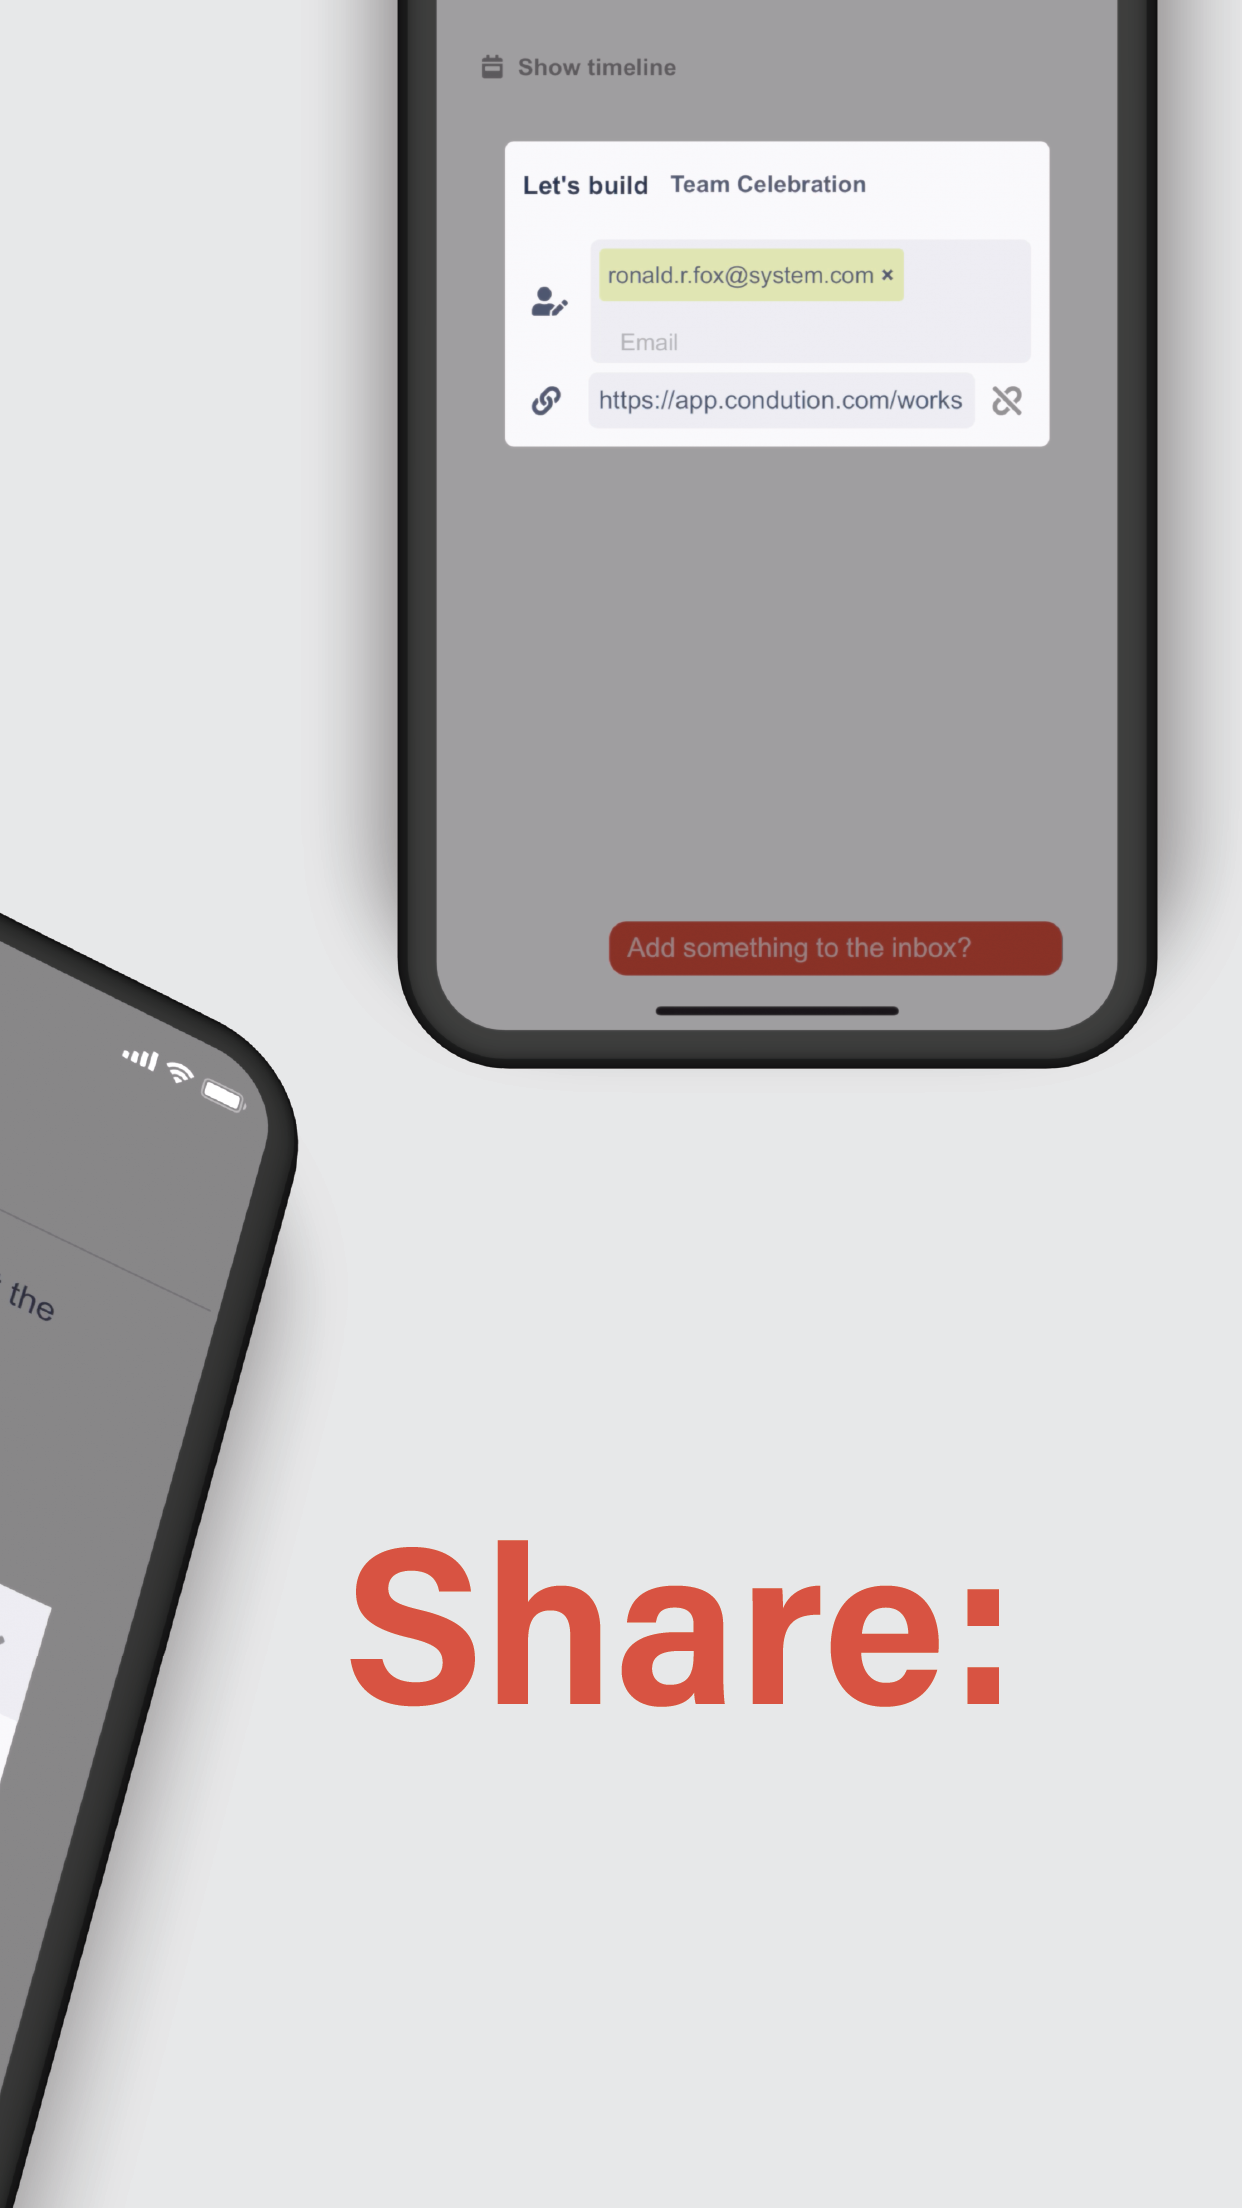 Show timeline
Let's build Team Celebration
ronald.r.fox@system.com ×
Email
https://app.condution.com/works
Add something to the inbox?
the
Share: